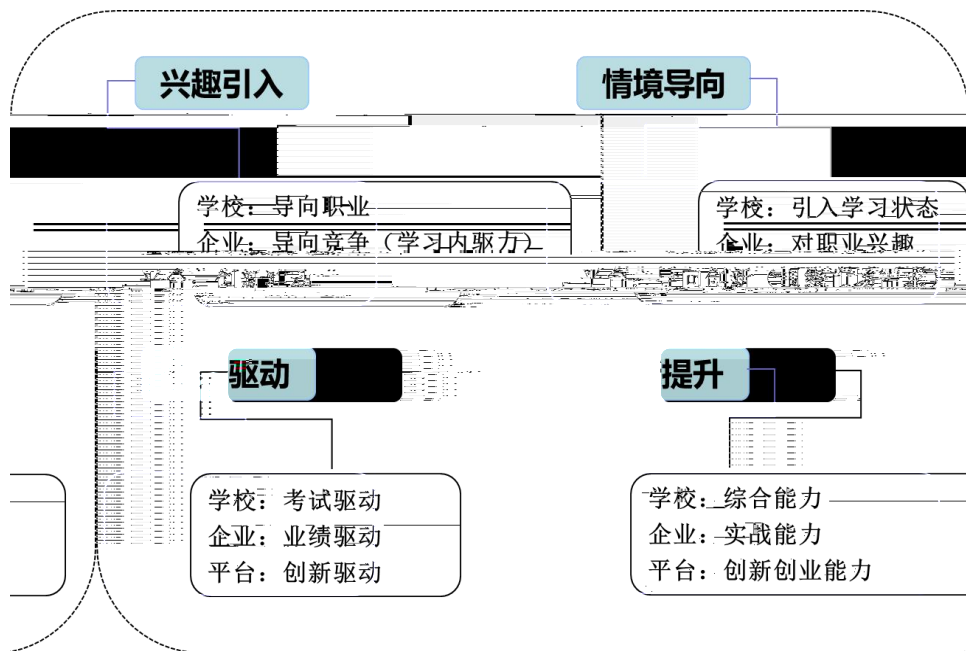 兴趣引入
情境导向
学校：导向职业
企业：导向竞争（学习内驱力）
学校：引入学习状态
企业：对职业兴趣
驱动
提升
学校：考试驱动
企业：业绩驱动
平台：创新驱动
学校：综合能力
企业：实战能力
平台：创新创业能力